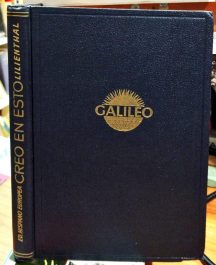 GALILEO
ED. HISPANO EUROPEA CREO EN ESTO LILIENTHAL